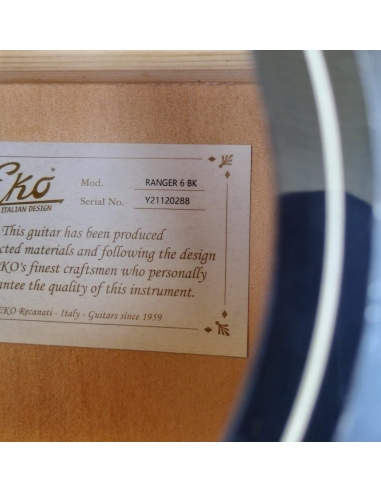 Eko
ITALIAN DESIGN
Mod. RANGER 6 BK
Serial No. Y21120288
This guitar has been produced
cted materials and following the design
EKO's finest craftsmen who personally
antee the quality of this instrument.
EKO Recanati - Italy - Guitars since 1959